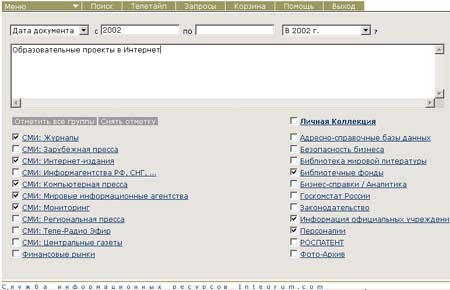 Меню Поиск Телетайп Запросы Корзина Помощь Выход
Дата документа с 2002 по В 2002 г. ?
Образовательные проекты в Интернет
Отметить все группы Снять отметку
СМИ: Журналы
СМИ: Зарубежная пресса
СМИ: Интернет-издания
СМИ: Информагентства РФ, СНГ, ...
СМИ: Компьютерная пресса
СМИ: Мировые информационные агентства
СМИ: Мониторинг
СМИ: Региональная пресса
СМИ: Теле-Радио Эфир
СМИ: Центральные газеты
Финансовые рынки
Личная Коллекция
Адресно-справочные базы данных
Безопасность бизнеса
Библиотека мировой литературы
Библиотечные фонды
Бизнес-справки / Аналитика
Госкомстат России
Законодательство
Информация официальных учрежден
Персоналии
РОСПАТЕНТ
Фото-Архив
Служба информационных ресурсов Integrum.com